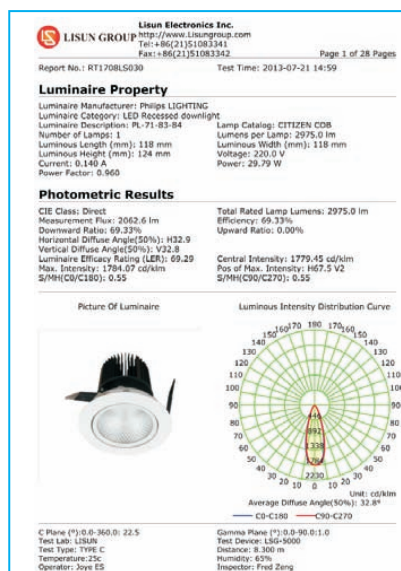 Lisun Electronics Inc.
LISUN GROUP http://www.Lisungroup.com
Tel:+86(21)51083341
Fax:+86(21)51083342 Page 1 of 28 Pages
Report No.: RT1708LS030 Test Time: 2013-07-21 14:59
Luminaire Property
Luminaire Manufacturer: Philips LIGHTING
Luminaire Category: LED Recessed downlight
Luminaire Description: PL-71-83-84 Lamp Catalog: CITIZEN COB
Number of Lamps: 1 Lumens per Lamp: 2975.0 lm
Luminous Length (mm): 118 mm Luminous Width (mm): 118 mm
Luminous Height (mm): 124 mm Voltage: 220.0 V
Current: 0.140 A Power: 29.79 W
Power Factor: 0.960
Photometric Results
CIE Class: Direct Total Rated Lamp Lumens: 2975.0 lm
Measurement Flux: 2062.6 lm Efficiency: 69.33%
Downward Ratio: 69.33% Upward Ratio: 0.00%
Horizontal Diffuse Angle(50%): H32.9
Vertical Diffuse Angle(50%): V32.8
Luminaire Efficacy Rating (LER): 69.29 Central Intensity: 1779.45 cd/klm
Max. Intensity: 1784.07 cd/klm Pos of Max. Intensity: H67.5 V2
S/MH(C0/C180): 0.55 S/MH(C90/C270): 0.55
Picture Of Luminaire Luminous Intensity Distribution Curve
160 170 190 170 160
150 150
140 140
130 130
120 120
110 110
100 100
90 90
80 80
70 70
60 60
50 50
40 40
30 20 10 0 10 20 30
446
892
1338
1784
2230
Unit: cd/klm
Average Diffuse Angle(50%): 32.8°
C0-C180 C90-C270
C Plane (°):0.0-360.0: 22.5 Gamma Plane (°):0.0-90.0:1.0
Test Lab: LISUN Test Device: LSG-5000
Test Type: TYPE C Distance: 8.300 m
Temperature:25c Humidity: 65%
Operator: Joye ES Inspector: Fred Zeng